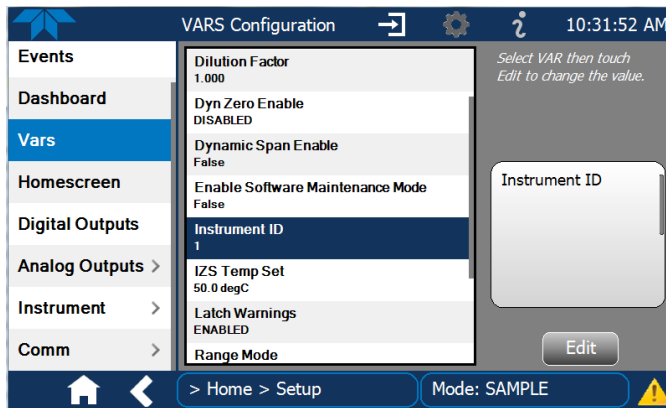 VARS Configuration
10:31:52 AM
Events
Dashboard
Vars
Homescreen
Digital Outputs
Analog Outputs >
Instrument >
Comm >
Dilution Factor
1.000
Dyn Zero Enable
DISABLED
Dynamic Span Enable
False
Enable Software Maintenance Mode
False
Instrument ID
1
IZS Temp Set
50.0 degC
Latch Warnings
ENABLED
Range Mode
Select VAR then touch
Edit to change the value.
Instrument ID
Edit
> Home > Setup
Mode: SAMPLE